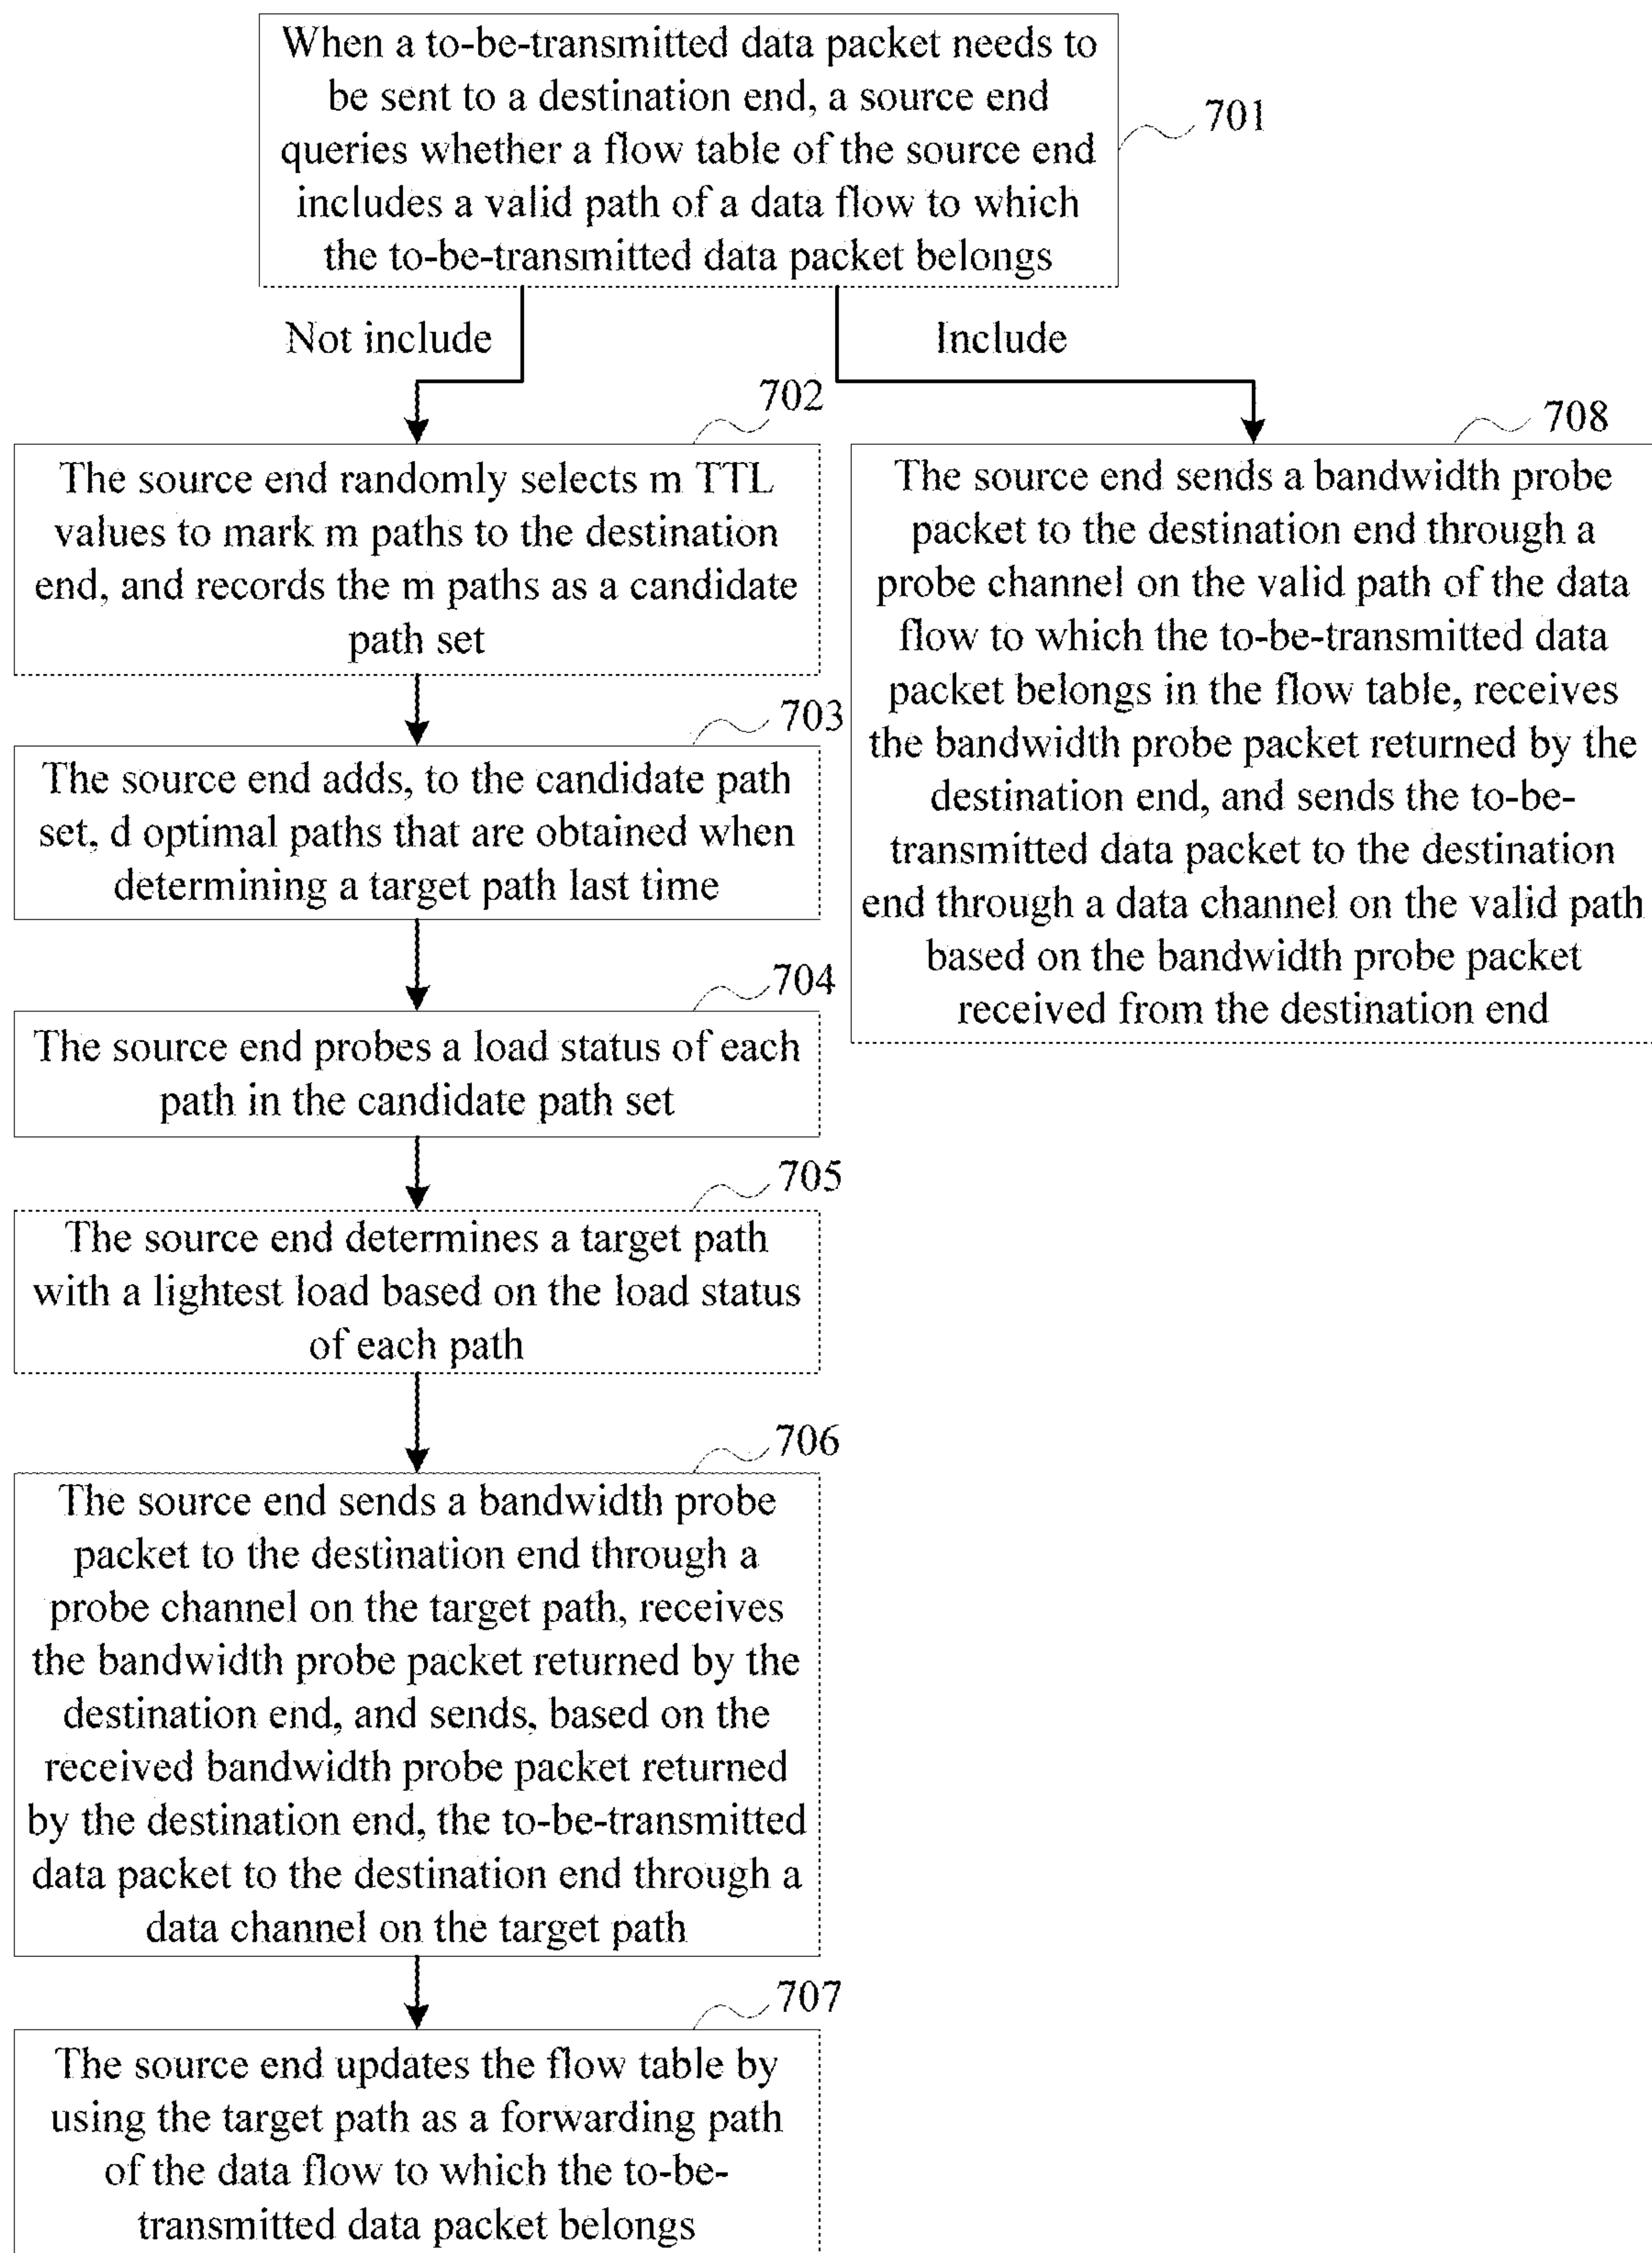 When a to-be-transmitted data packet needs to
be sent to a destination end, a source end
queries whether a flow table of the source end
includes a valid path of a data flow to which
the to-be-transmitted data packet belongs
701
Not include
Include
702
The source end randomly selects m TTL
values to mark m paths to the destination
end, and records the m paths as a candidate
path set
703
The source end adds, to the candidate path
set, d optimal paths that are obtained when
determining a target path last time
704
The source end probes a load status of each
path in the candidate path set
705
The source end determines a target path
with a lightest load based on the load status
of each path
706
The source end sends a bandwidth probe
packet to the destination end through a
probe channel on the target path, receives
the bandwidth probe packet returned by the
destination end, and sends, based on the
received bandwidth probe packet returned
by the destination end, the to-be-transmitted
data packet to the destination end through a
data channel on the target path
707
The source end updates the flow table by
using the target path as a forwarding path
of the data flow to which the to-be-
transmitted data packet belongs
708
The source end sends a bandwidth probe
packet to the destination end through a
probe channel on the valid path of the data
flow to which the to-be-transmitted data
packet belongs in the flow table, receives
the bandwidth probe packet returned by the
destination end, and sends the to-be-
transmitted data packet to the destination
end through a data channel on the valid path
based on the bandwidth probe packet
received from the destination end